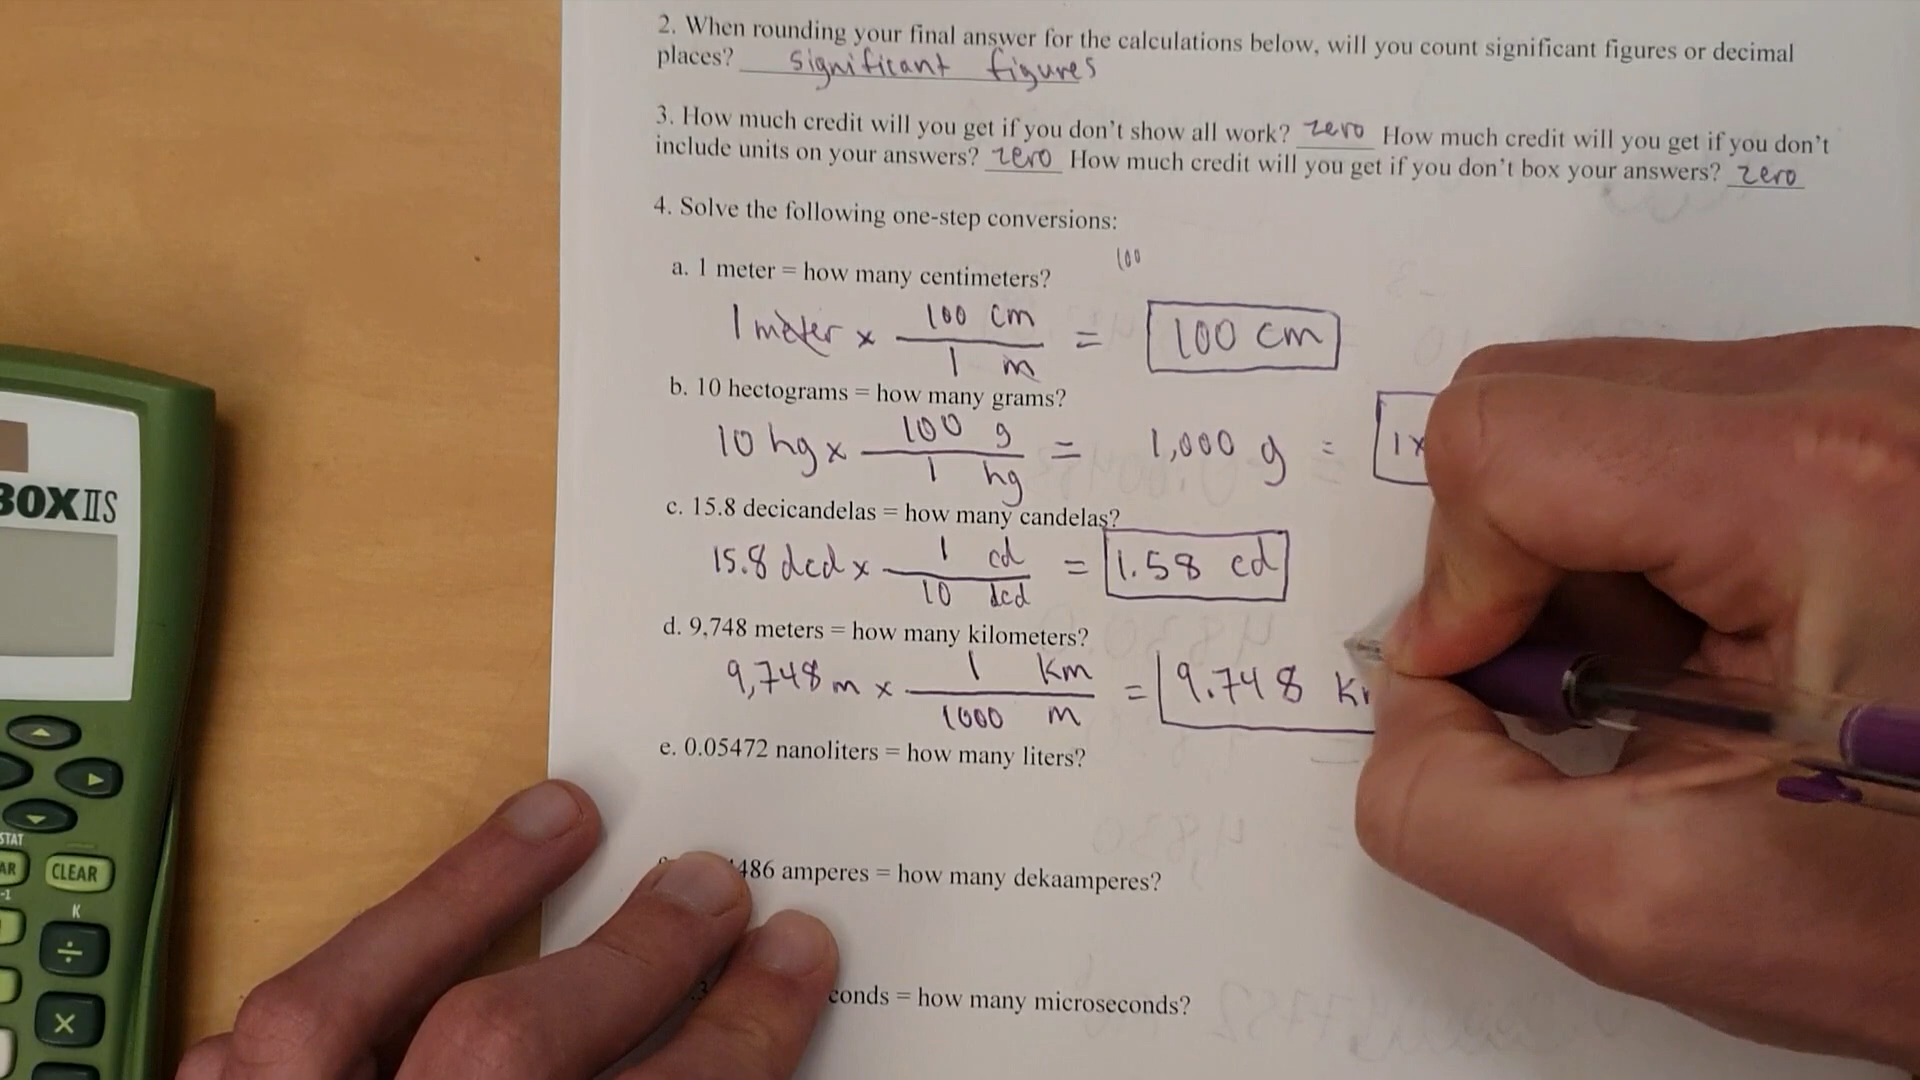 2. When rounding your final answer for the calculations below, will you count significant figures or decimal
places? significant figures
3. How much credit will you get if you don't show all work? zero How much credit will you get if you don't
include units on your answers? zero How much credit will you get if you don't box your answers? zero
4. Solve the following one-step conversions:
100
a. 1 meter = how many centimeters?
1 meter x 100 cm / 1 m = 100 cm
b. 10 hectograms = how many grams?
10 hg x 100 g / 1 hg = 1,000 g = 1x
c. 15.8 decicandelas = how many candelas?
15.8 dcd x 1 cd / 10 dcd = 1.58 cd
d. 9,748 meters = how many kilometers?
9,748 m x 1 km / 1000 m = 9.748 k
e. 0.05472 nanoliters = how many liters?
486 amperes = how many dekaamperes?
conds = how many microseconds?
BOX IIS
STAT
CLEAR
K
÷
×